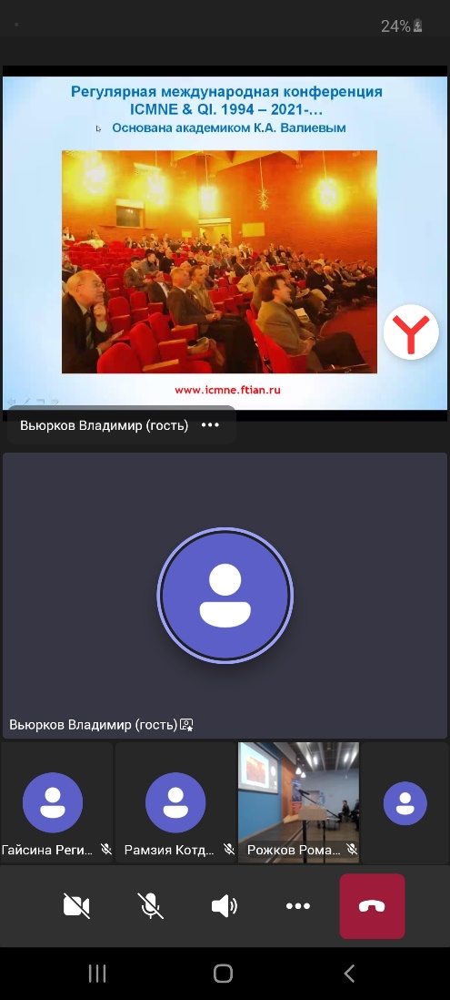 24%
Регулярная международная конференция
ICMNE & QI. 1994 – 2021-...
Основана академиком К.А. Валиевым
www.icmne.ftian.ru
Вьюрков Владимир (гость) •••
Вьюрков Владимир (гость)
Гайсина Реги...
Рамзия Котд...
Рожков Рома...